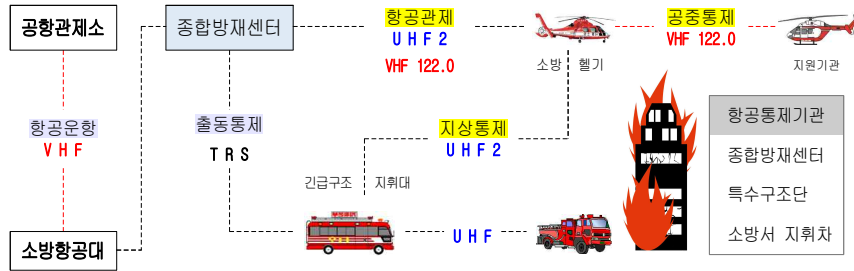 공항관제소
종합방재센터
항공관제
UHF2
VHF 122.0
공중통제
VHF 122.0
소방 헬기
지원기관
항공운항
VHF
출동통제
TRS
지상통제
UHF2
긴급구조 지휘대
UHF
소방항공대
항공통제기관
종합방재센터
특수구조단
소방서 지휘차